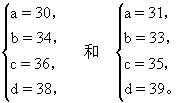 a = 30, a = 31,
b = 34, 和 b = 33,
c = 36, c = 35,
d = 38, d = 39。